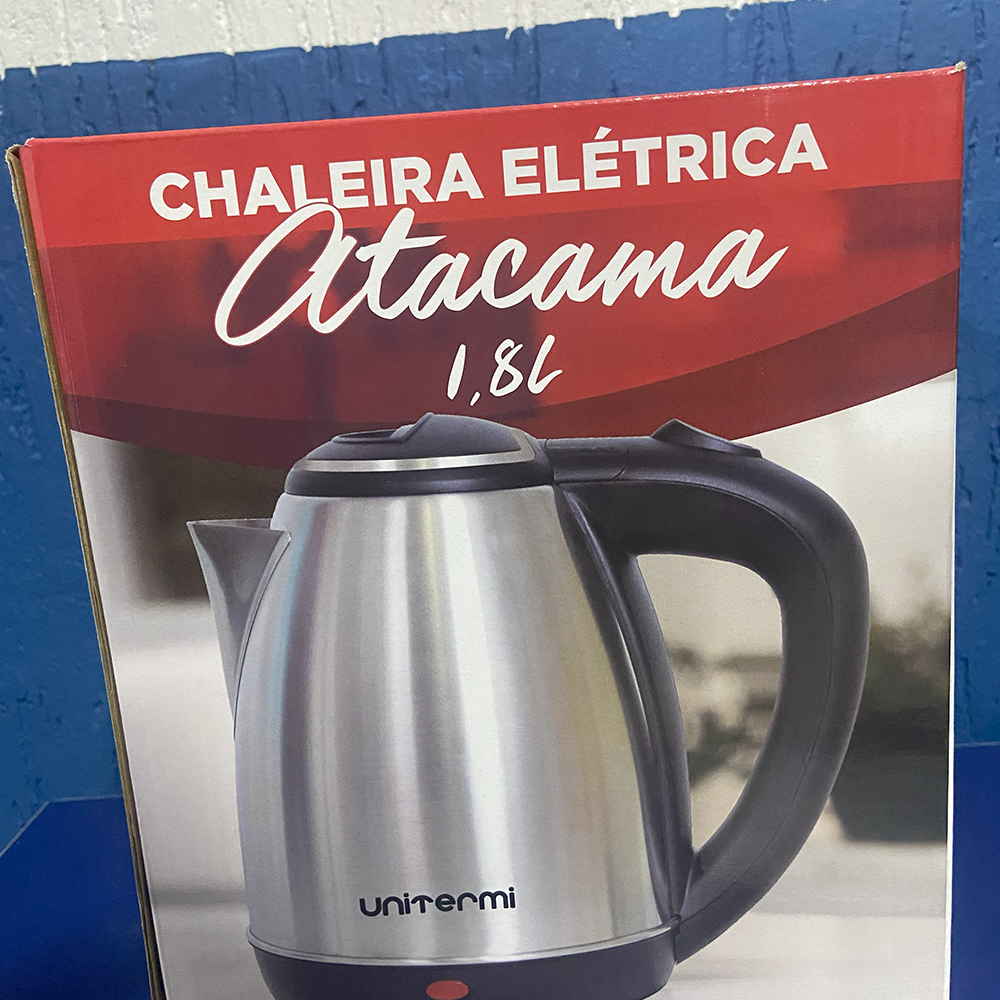 CHALEIRA ELÉTRICA
Atacama
1,8L
UNITERMI